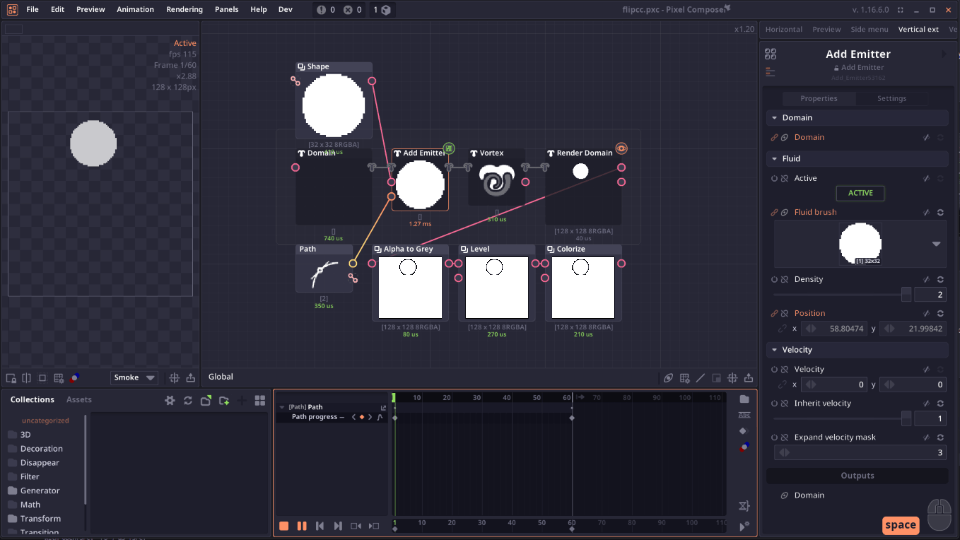 File Edit Preview Animation Rendering Panels Help Dev 0 0 1 flipcc.pxc - Pixel Composer v. 1.16.6.0
Active
fps 115
Frame 1/60
x2.88
128 x 128px
Smoke
x1.20
Shape
[32 x 32 8RGBA]
Domain
740 us
Add Emitter
1.27 ms
Vortex
510 us
Render Domain
[128 x 128 8RGBA]
40 us
Path
[2]
350 us
Alpha to Grey
[128 x 128 8RGBA]
80 us
Level
[128 x 128 8RGBA]
270 us
Colorize
[128 x 128 8RGBA]
210 us
Global
Collections Assets
uncategorized
3D
Decoration
Disappear
Filter
Generator
Math
Transform
Transition
10 20 30 40 50 60 70 80 90 100 110
[Path] Path
Path progress
1 10 20 30 40 50 60 70 80 90 100 110
Horizontal Preview Side menu Vertical ext Ve
Add Emitter
Add Emitter
Properties Settings
Domain
Domain
Fluid
Active
ACTIVE
Fluid brush
[1] 32x32
Density
2
Position
x 58.80474 y 21.99842
Velocity
Velocity
x 0 y 0
Inherit velocity
1
Expand velocity mask
3
Outputs
Domain
space